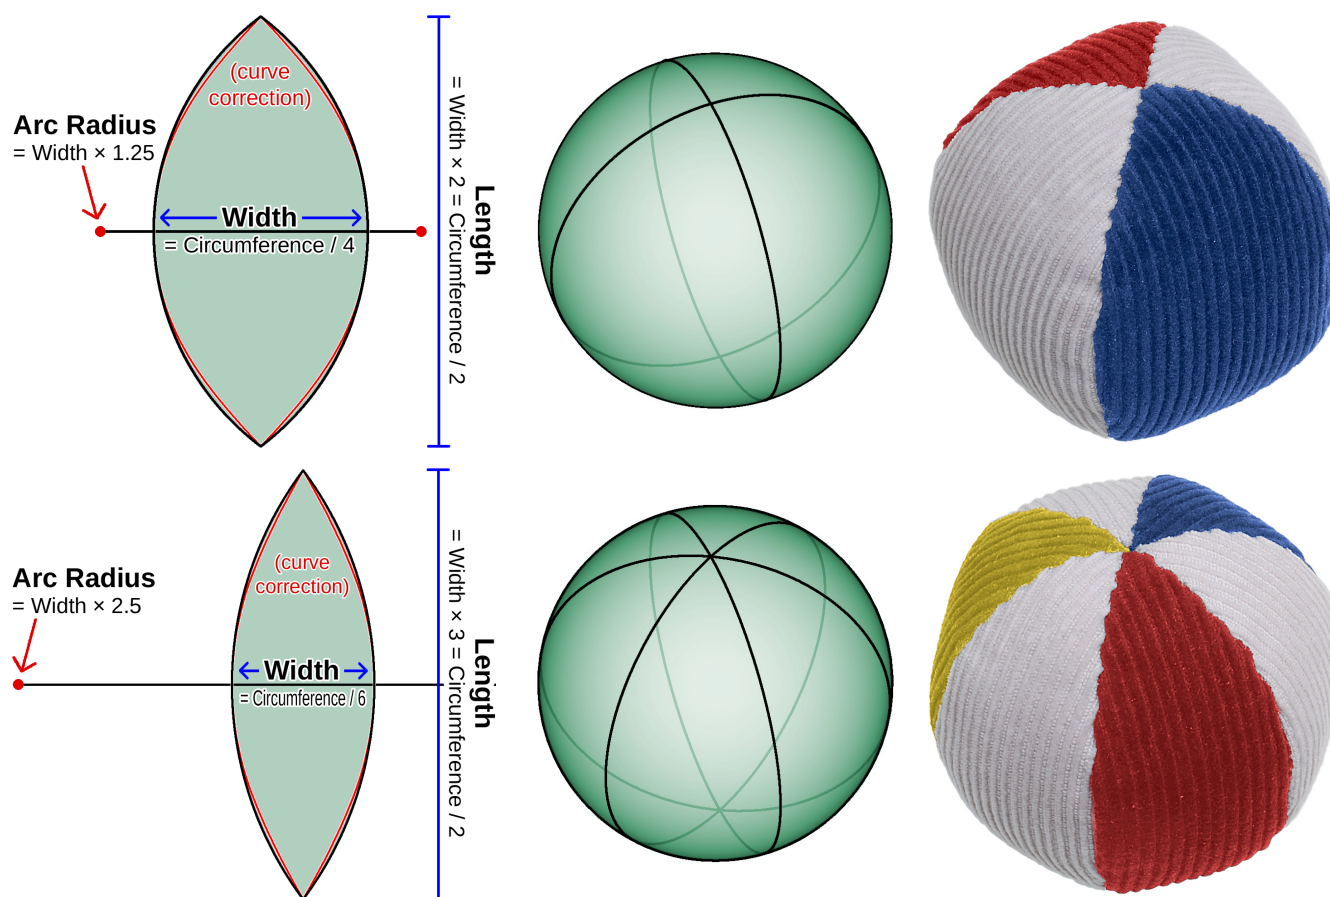 (curve
correction)
Arc Radius
= Width × 1.25
Width
= Circumference / 4
Length
= Width × 2 = Circumference / 2
(curve
correction)
Arc Radius
= Width × 2.5
Width
= Circumference / 6
Length
= Width × 3 = Circumference / 2